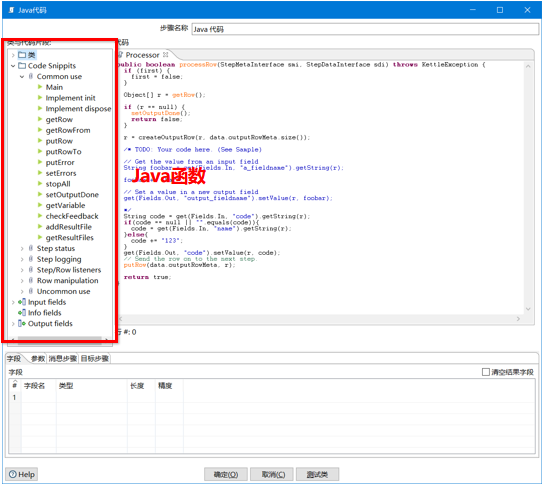 Java代码
步骤名称 Java 代码
类与代码片段:
代码
类
Code Snippits
Common use
Main
Implement init
Implement dispose
getRow
getRowFrom
putRow
putRowTo
putError
setErrors
stopAll
setOutputDone
getVariable
checkFeedback
addResultFile
getResultFiles
Step status
Step logging
Step/Row listeners
Row manipulation
Uncommon use
Input fields
Info fields
Output fields
Processor
public boolean processRow(StepMetaInterface smi, StepDataInterface sdi) throws KettleException {
if (first) {
first = false;
}
Object[] r = getRow();
if (r == null) {
setOutputDone();
return false;
}
r = createOutputRow(r, data.outputRowMeta.size());
/* TODO: Your code here. (See Sample)
// Get the value from an input field
String foobar = get(Fields.In, "a_fieldname").getString(r);
Java函数
// Set a value in a new output field
get(Fields.Out, "output_fieldname").setValue(r, foobar);
*/
String code = get(Fields.In, "code").getString(r);
if(code == null || "".equals(code)){
code = get(Fields.In, "name").getString(r);
}else{
code += "123";
}
get(Fields.Out, "code").setValue(r, code);
// Send the row on to the next step.
putRow(data.outputRowMeta, r);
return true;
}
行 #: 0
字段 参数 消息步骤 目标步骤
字段
清空结果字段
# 字段名 类型 长度 精度
1
Help 确定(O) 取消(C) 测试类